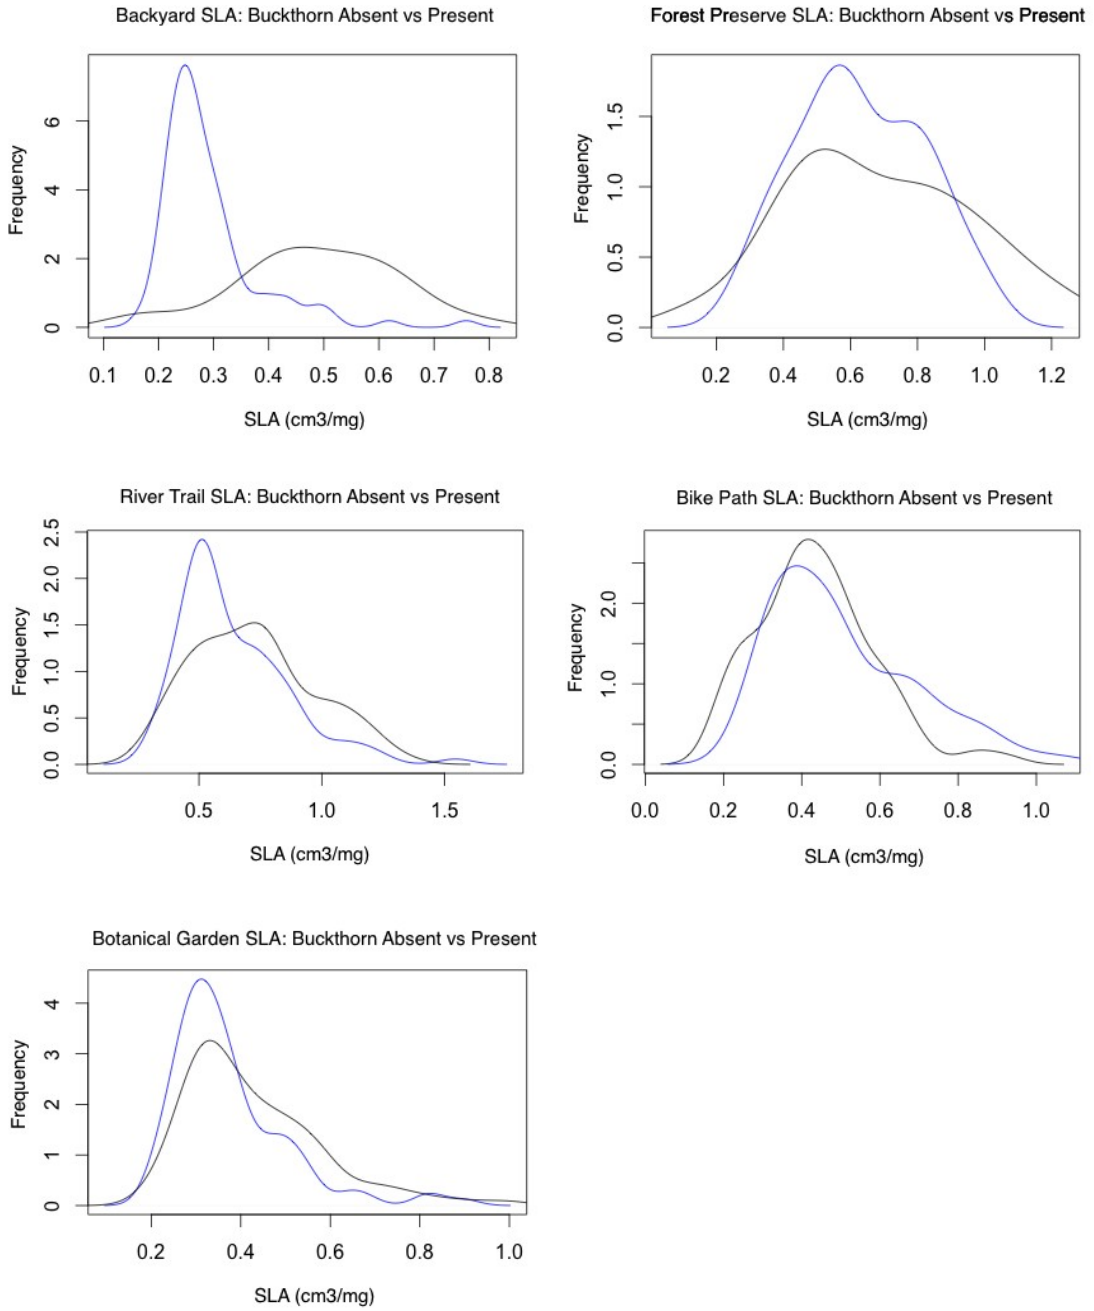 Backyard SLA: Buckthorn Absent vs Present
Frequency
0 2 4 6
0.1 0.2 0.3 0.4 0.5 0.6 0.7 0.8
SLA (cm3/mg)
Forest Preserve SLA: Buckthorn Absent vs Present
Frequency
0.0 0.5 1.0 1.5
0.2 0.4 0.6 0.8 1.0 1.2
SLA (cm3/mg)
River Trail SLA: Buckthorn Absent vs Present
Frequency
0.0 0.5 1.0 1.5 2.0 2.5
0.5 1.0 1.5
SLA (cm3/mg)
Bike Path SLA: Buckthorn Absent vs Present
Frequency
0.0 1.0 2.0
0.0 0.2 0.4 0.6 0.8 1.0
SLA (cm3/mg)
Botanical Garden SLA: Buckthorn Absent vs Present
Frequency
0 1 2 3 4
0.2 0.4 0.6 0.8 1.0
SLA (cm3/mg)